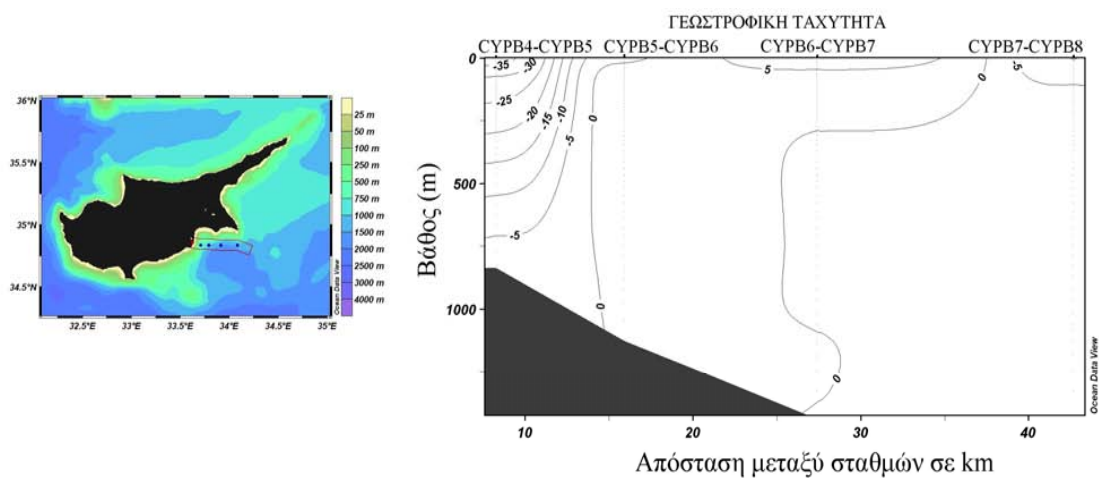 36°N
35.5°N
35°N
34.5°N
32.5°E 33°E 33.5°E 34°E 34.5°E 35°E
25 m
50 m
100 m
250 m
500 m
750 m
1000 m
2000 m
2500 m
3000 m
4000 m
Ocean Data View
ΓΕΩΣΤΡΟΦΙΚΗ ΤΑΧΥΤΗΤΑ
CYPB4-CYPB5 CYPB5-CYPB6 CYPB6-CYPB7 CYPB7-CYPB8
0
500
1000
Βάθος (m)
-35 -30 -25 -20 -15 -10 -5 -5
0 0 5 0 0 -5
10 20 30 40
Απόσταση μεταξύ σταθμών σε km
Ocean Data View